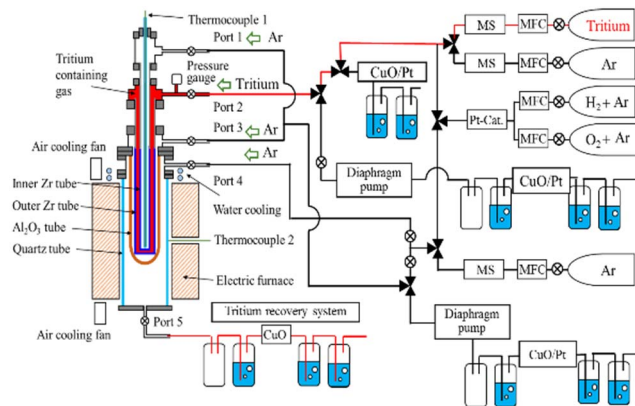 Thermocouple 1
Port 1
Ar
Tritium
containing
gas
Pressure
gauge
Tritium
Port 2
Port 3
Ar
Ar
Air cooling fan
Port 4
Water cooling
Inner Zr tube
Outer Zr tube
Al2O3 tube
Quartz tube
Thermocouple 2
Electric furnace
Air cooling fan
Port 5
Tritium recovery system
CuO
CuO/Pt
MS
MFC
Tritium
MS
MFC
Ar
MFC
H2+ Ar
Pt-Cat.
MFC
O2+ Ar
Diaphragm
pump
CuO/Pt
MS
MFC
Ar
Diaphragm
pump
CuO/Pt